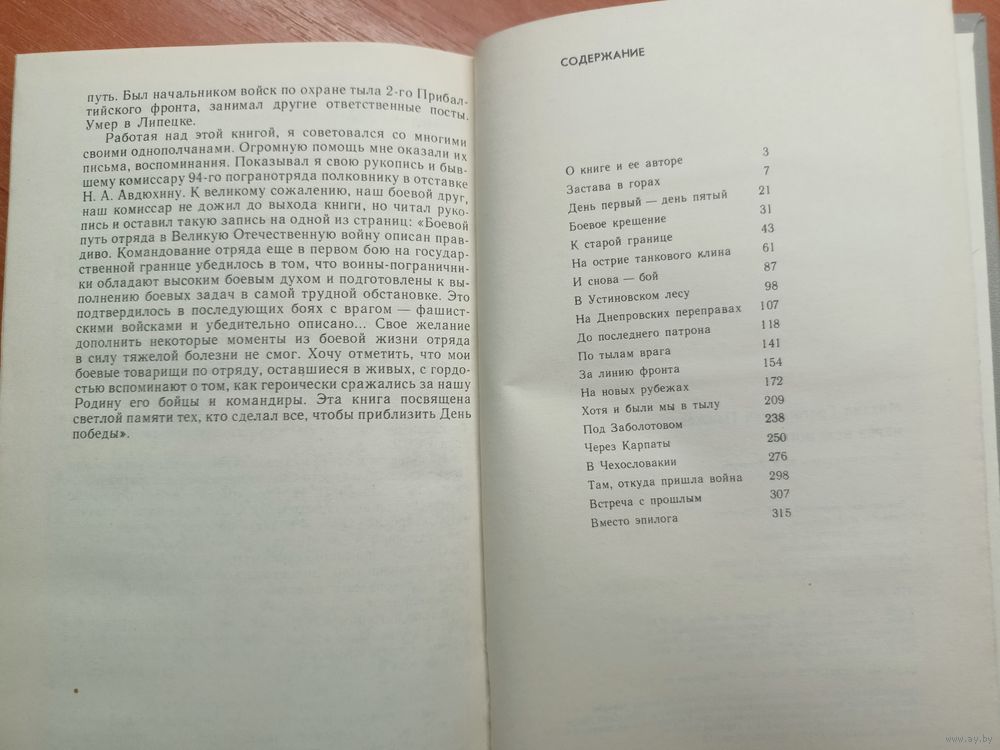 путь. Был начальником войск по охране тыла 2-го Прибал-
тийского фронта, занимал другие ответственные посты.
Умер в Липецке.
Работая над этой книгой, я советовался со многими
своими однополчанами. Огромную помощь мне оказали их
письма, воспоминания. Показывал я свою рукопись и быв-
шему комиссару 94-го погранотряда полковнику в отставке
Н. А. Авдюхину. К великому сожалению, наш боевой друг,
наш комиссар не дожил до выхода книги, но читал руко-
пись и оставил такую запись на одной из страниц: «Боевой
путь отряда в Великую Отечественную войну описан прав-
диво. Командование отряда еще в первом бою на государ-
ственной границе убедилось в том, что воины-погранични-
ки обладают высоким боевым духом и подготовлены к вы-
полнению боевых задач в самой трудной обстановке. Это
подтвердилось в последующих боях с врагом — фашист-
скими войсками и убедительно описано... Свое желание
дополнить некоторые моменты из боевой жизни отряда
в силу тяжелой болезни не смог. Хочу отметить, что мои
боевые товарищи по отряду, оставшиеся в живых, с гордо-
стью вспоминают о том, как героически сражались за нашу
Родину его бойцы и командиры. Эта книга посвящена
светлой памяти тех, кто сделал все, чтобы приблизить День
победы».
СОДЕРЖАНИЕ
О книге и ее авторе 3
Застава в горах 7
День первый — день пятый 21
Боевое крещение 31
К старой границе 43
На острие танкового клина 61
И снова — бой 87
В Устиновском лесу 98
На Днепровских переправах 107
До последнего патрона 118
По тылам врага 141
За линию фронта 154
На новых рубежах 172
Хотя и были мы в тылу 209
Под Заболотовом 238
Через Карпаты 250
В Чехословакии 276
Там, откуда пришла война 298
Встреча с прошлым 307
Вместо эпилога 315
www.ay.by